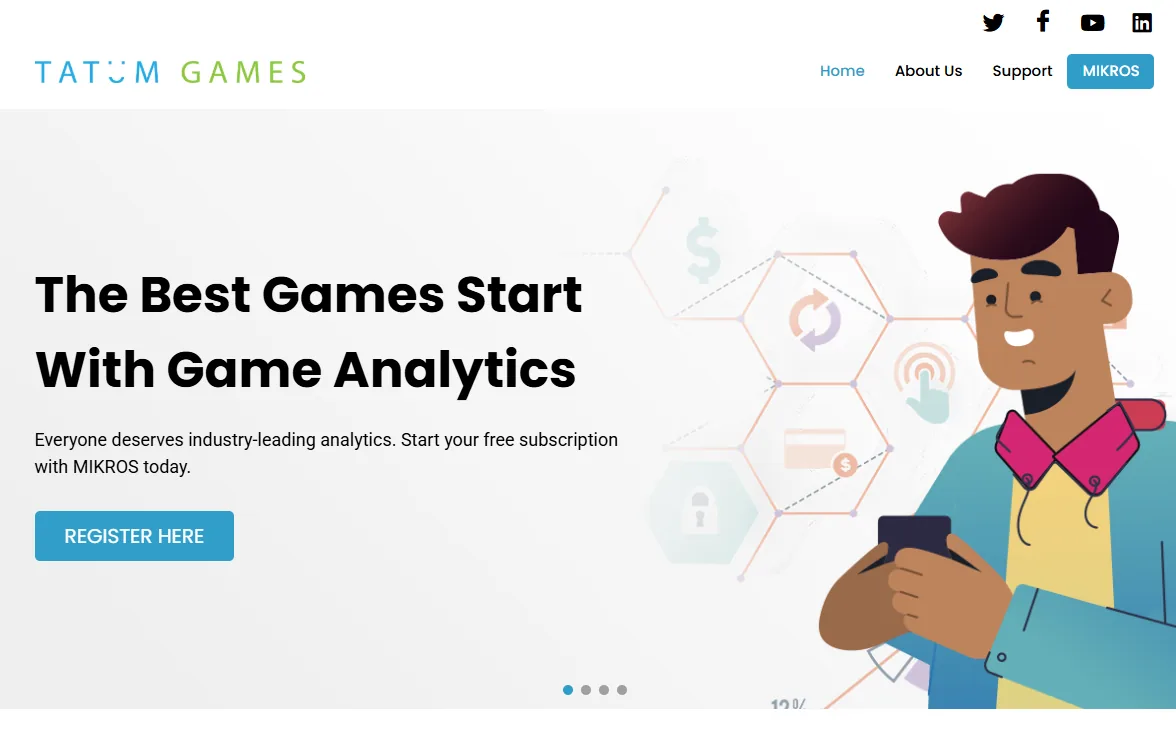 TATUM GAMES
Home
About Us
Support
MIKROS
The Best Games Start
With Game Analytics
Everyone deserves industry-leading analytics. Start your free subscription
with MIKROS today.
REGISTER HERE
$
$
12%